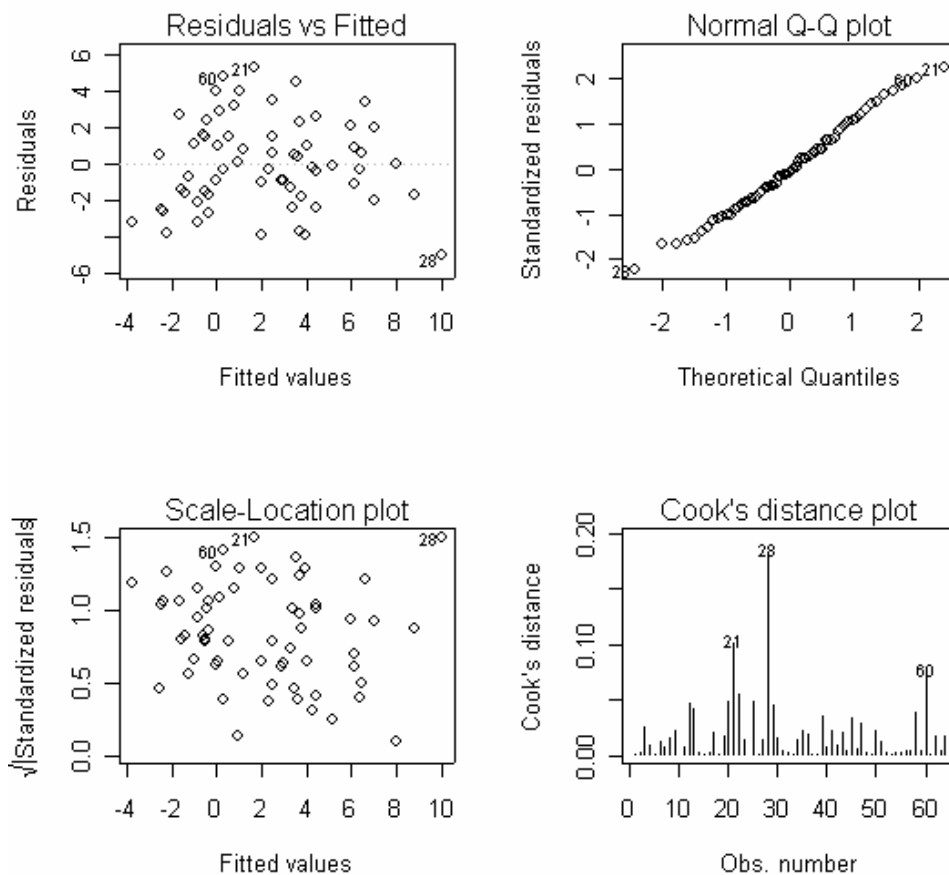 Residuals vs Fitted
Residuals
6
4
2
0
-2
-6
60
21
28
-4 -2 0 2 4 6 8 10
Fitted values
Normal Q-Q plot
Standardized residuals
2
1
0
-1
-2
60
21
28
-2 -1 0 1 2
Theoretical Quantiles
Scale-Location plot
√|Standardized residuals|
1.5
1.0
0.5
0.0
60
21
28
-4 -2 0 2 4 6 8 10
Fitted values
Cook's distance plot
Cook's distance
0.20
0.10
0.00
21
28
60
0 10 20 30 40 50 60
Obs. number